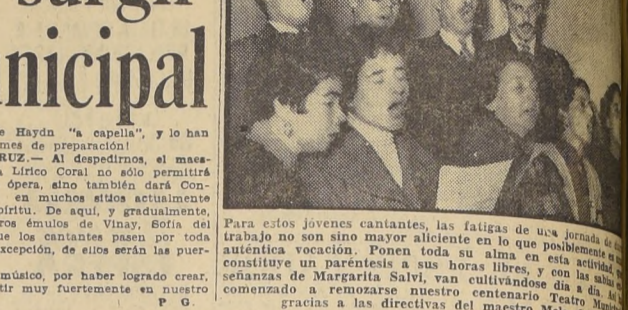 surgir
nicipal
e Haydn "a capella", y lo han
mes de preparación!
RUZ.— Al despedirnos, el maes-
a Lírico Coral no sólo permitirá
ópera, sino también dará Con-
en muchos sitios actualmente
píritu. De aquí, y gradualmente,
ros émulos de Vinay, Sofía del
ue los cantantes pasen por toda
xcepción, de ellos serán las puer-
músico, por haber logrado crear,
tir muy fuertemente en nuestro
P G.
Para estos jóvenes cantantes, las fatigas de una jornada de
trabajo no son sino mayor aliciente en lo que posiblemente es
auténtica vocación. Ponen toda su alma en esta actividad,
constituye un paréntesis a sus horas libres, y con las sabias
señanzas de Margarita Salvi, van cultivándose día a día.
comenzado a remozarse nuestro centenario Teatro
gracias a las directivas del maestro